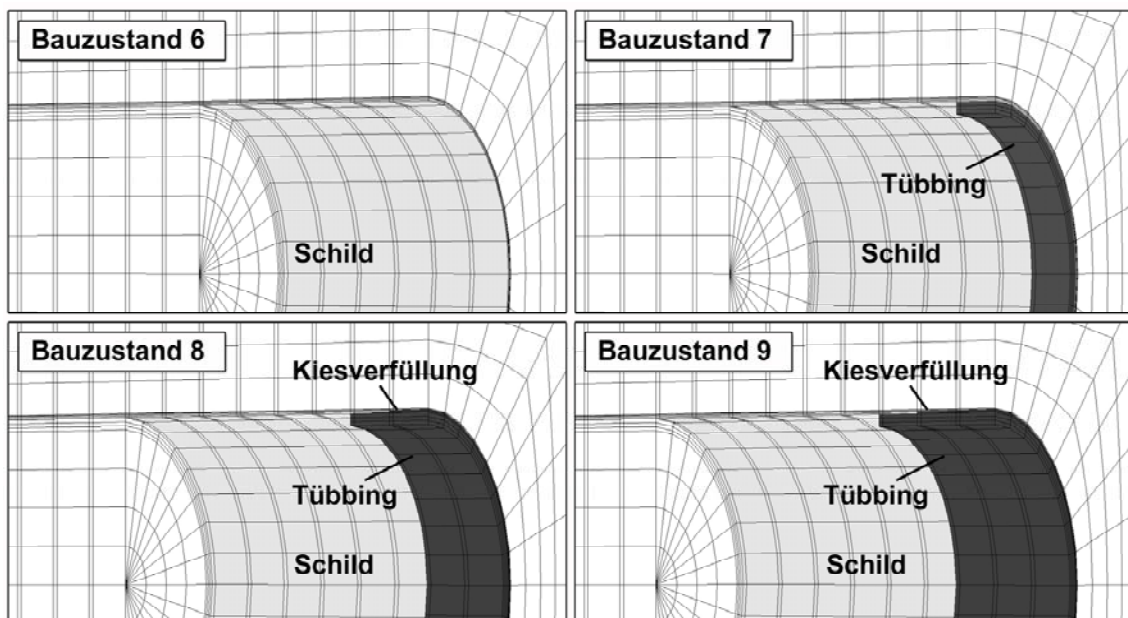 Bauzustand 6
Schild
Bauzustand 7
Tübbing
Schild
Bauzustand 8
Kiesverfüllung
Tübbing
Schild
Bauzustand 9
Kiesverfüllung
Tübbing
Schild